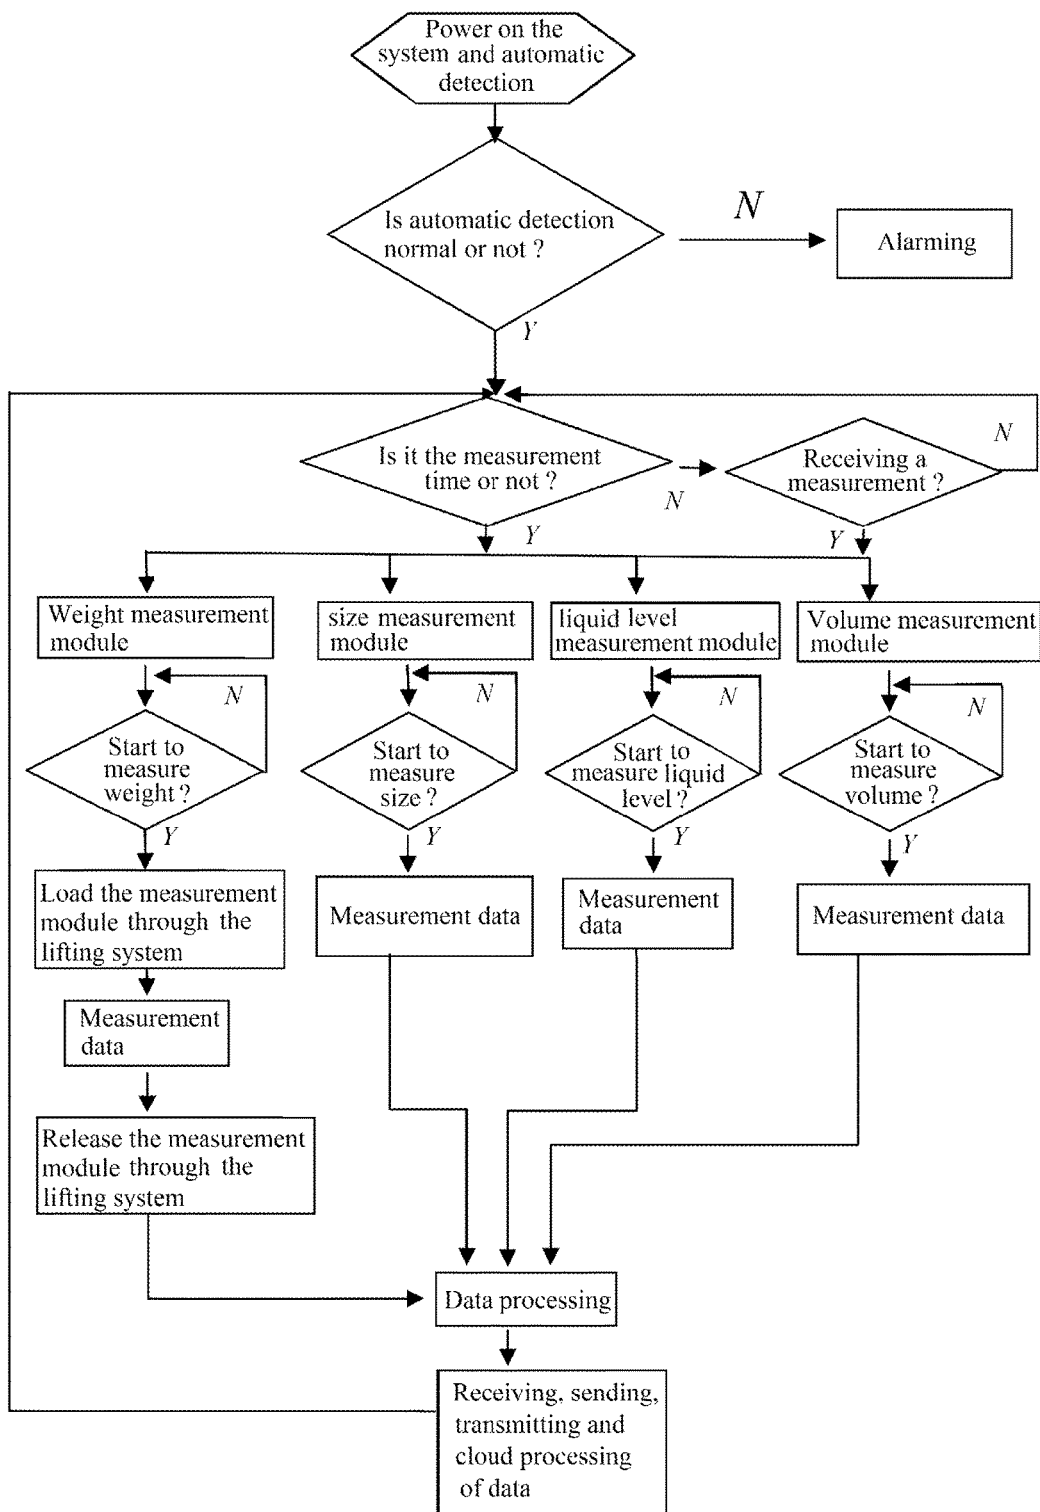 Power on the
system and automatic
detection
Is automatic detection
normal or not ?
N
Alarming
Y
Is it the measurement
time or not ?
N
Receiving a
measurement ?
N
Y
Y
Weight measurement
module
size measurement
module
liquid level
measurement module
Volume measurement
module
N
N
N
N
Start to
measure
weight ?
Start to
measure
size ?
Start to
measure liquid
level ?
Start to
measure
volume ?
Y
Y
Y
Y
Load the measurement
module through the
lifting system
Measurement data
Measurement
data
Measurement data
Measurement
data
Release the measurement
module through the
lifting system
Data processing
Receiving, sending,
transmitting and
cloud processing
of data